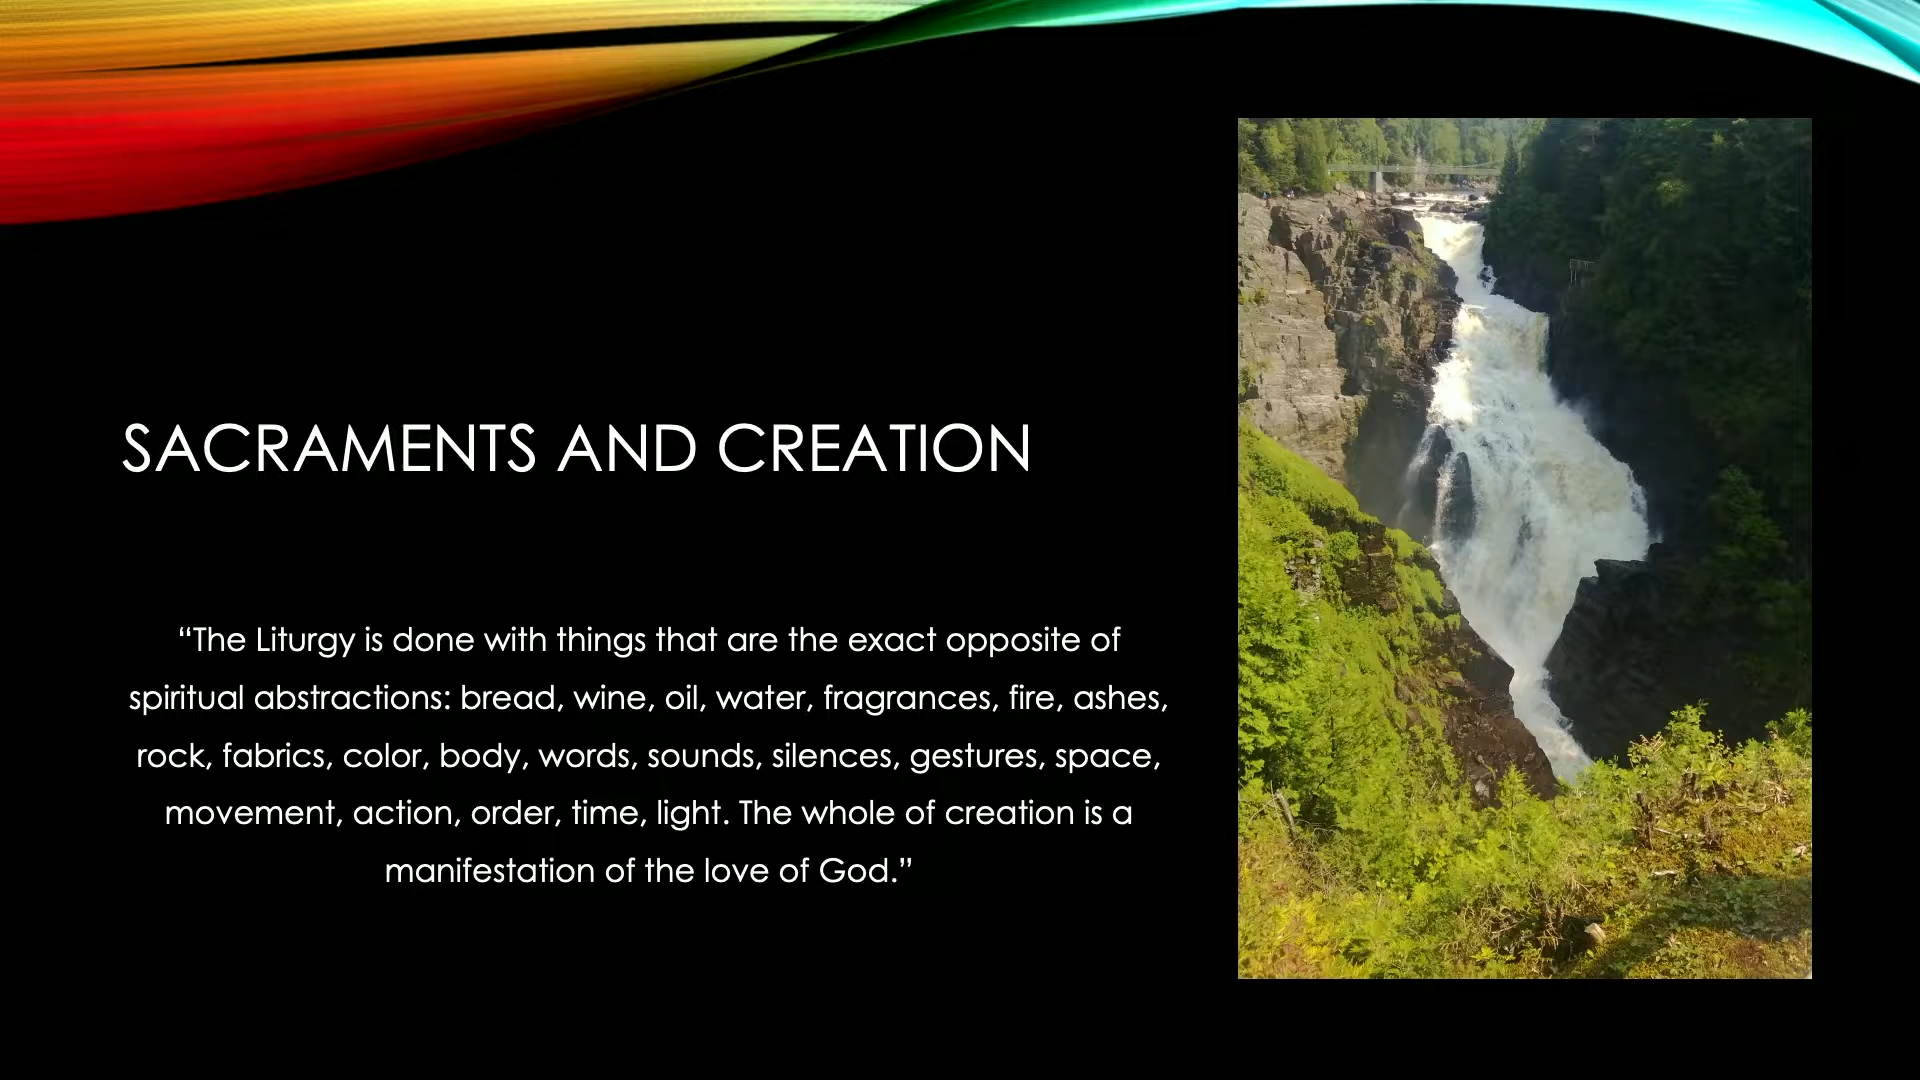 SACRAMENTS AND CREATION
“The Liturgy is done with things that are the exact opposite of
spiritual abstractions: bread, wine, oil, water, fragrances, fire, ashes,
rock, fabrics, color, body, words, sounds, silences, gestures, space,
movement, action, order, time, light. The whole of creation is a
manifestation of the love of God.”